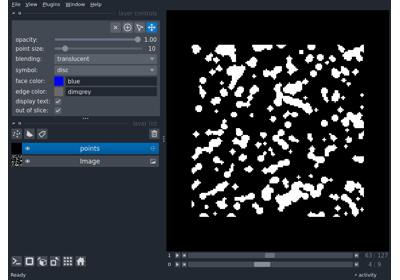 File View Plugins Window Help
layer controls
opacity: 1.00
point size: 10
blending: translucent
symbol: disc
face color: blue
edge color: dimgrey
display text: ✓
out of slice: ✓
layer list
points
Image
1 63 127
0 4 9
Ready activity